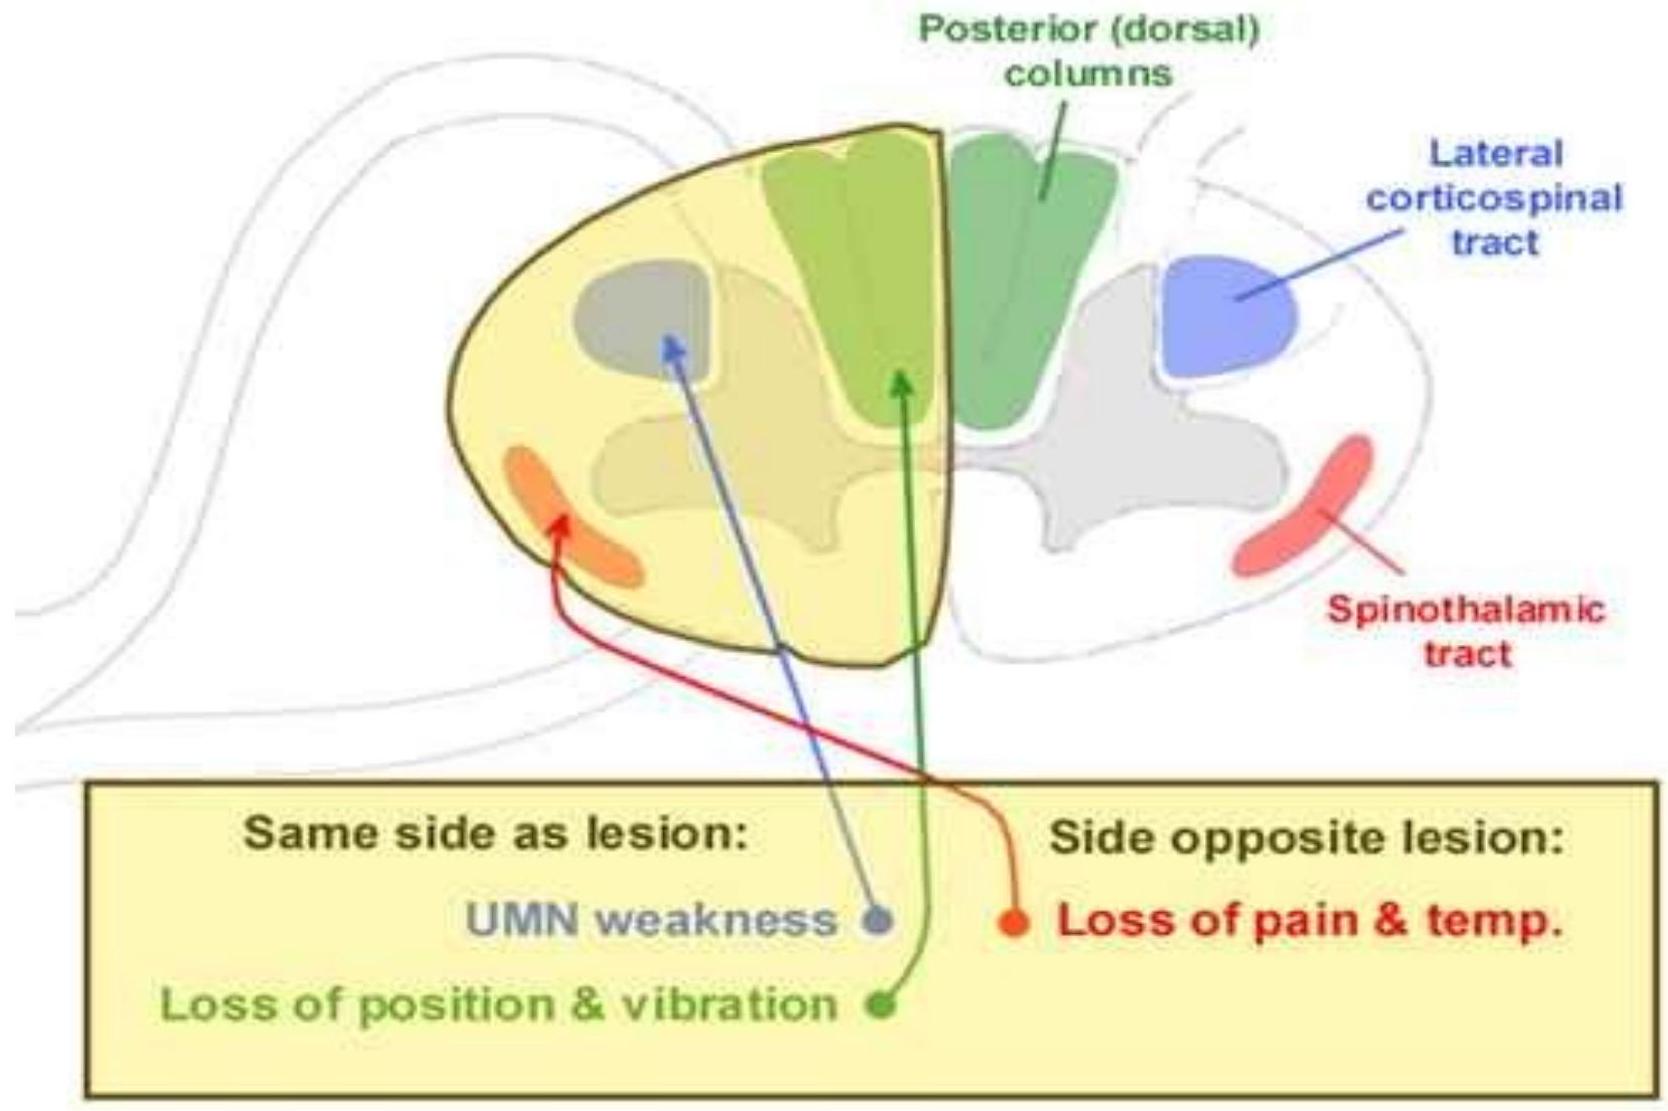 Posterior (dorsal)
columns
Lateral
corticospinal
tract
Spinothalamic
tract
Same side as lesion:
UMN weakness
Loss of position & vibration
Side opposite lesion:
Loss of pain & temp.